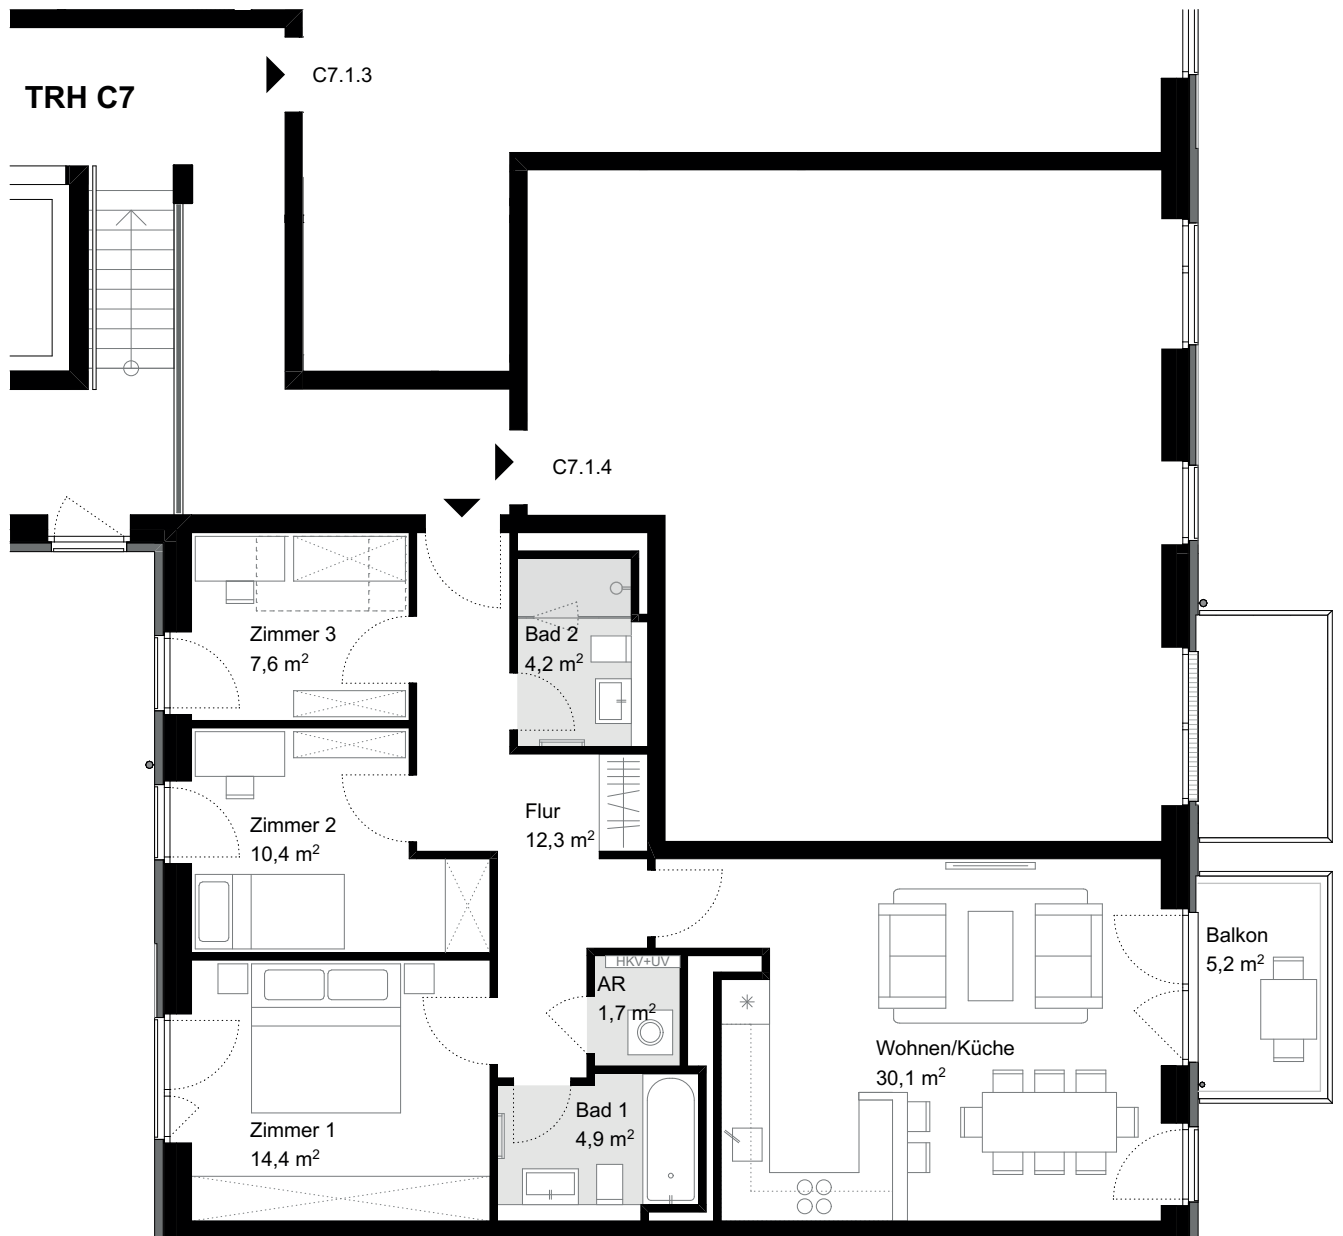 C7.1.3
TRH C7
C7.1.4
Zimmer 3
7,6 m²
Bad 2
4,2 m²
Flur
12,3 m²
Zimmer 2
10,4 m²
Balkon
5,2 m²
HKV+UV
AR
1,7 m²
Wohnen/Küche
30,1 m²
Bad 1
4,9 m²
Zimmer 1
14,4 m²